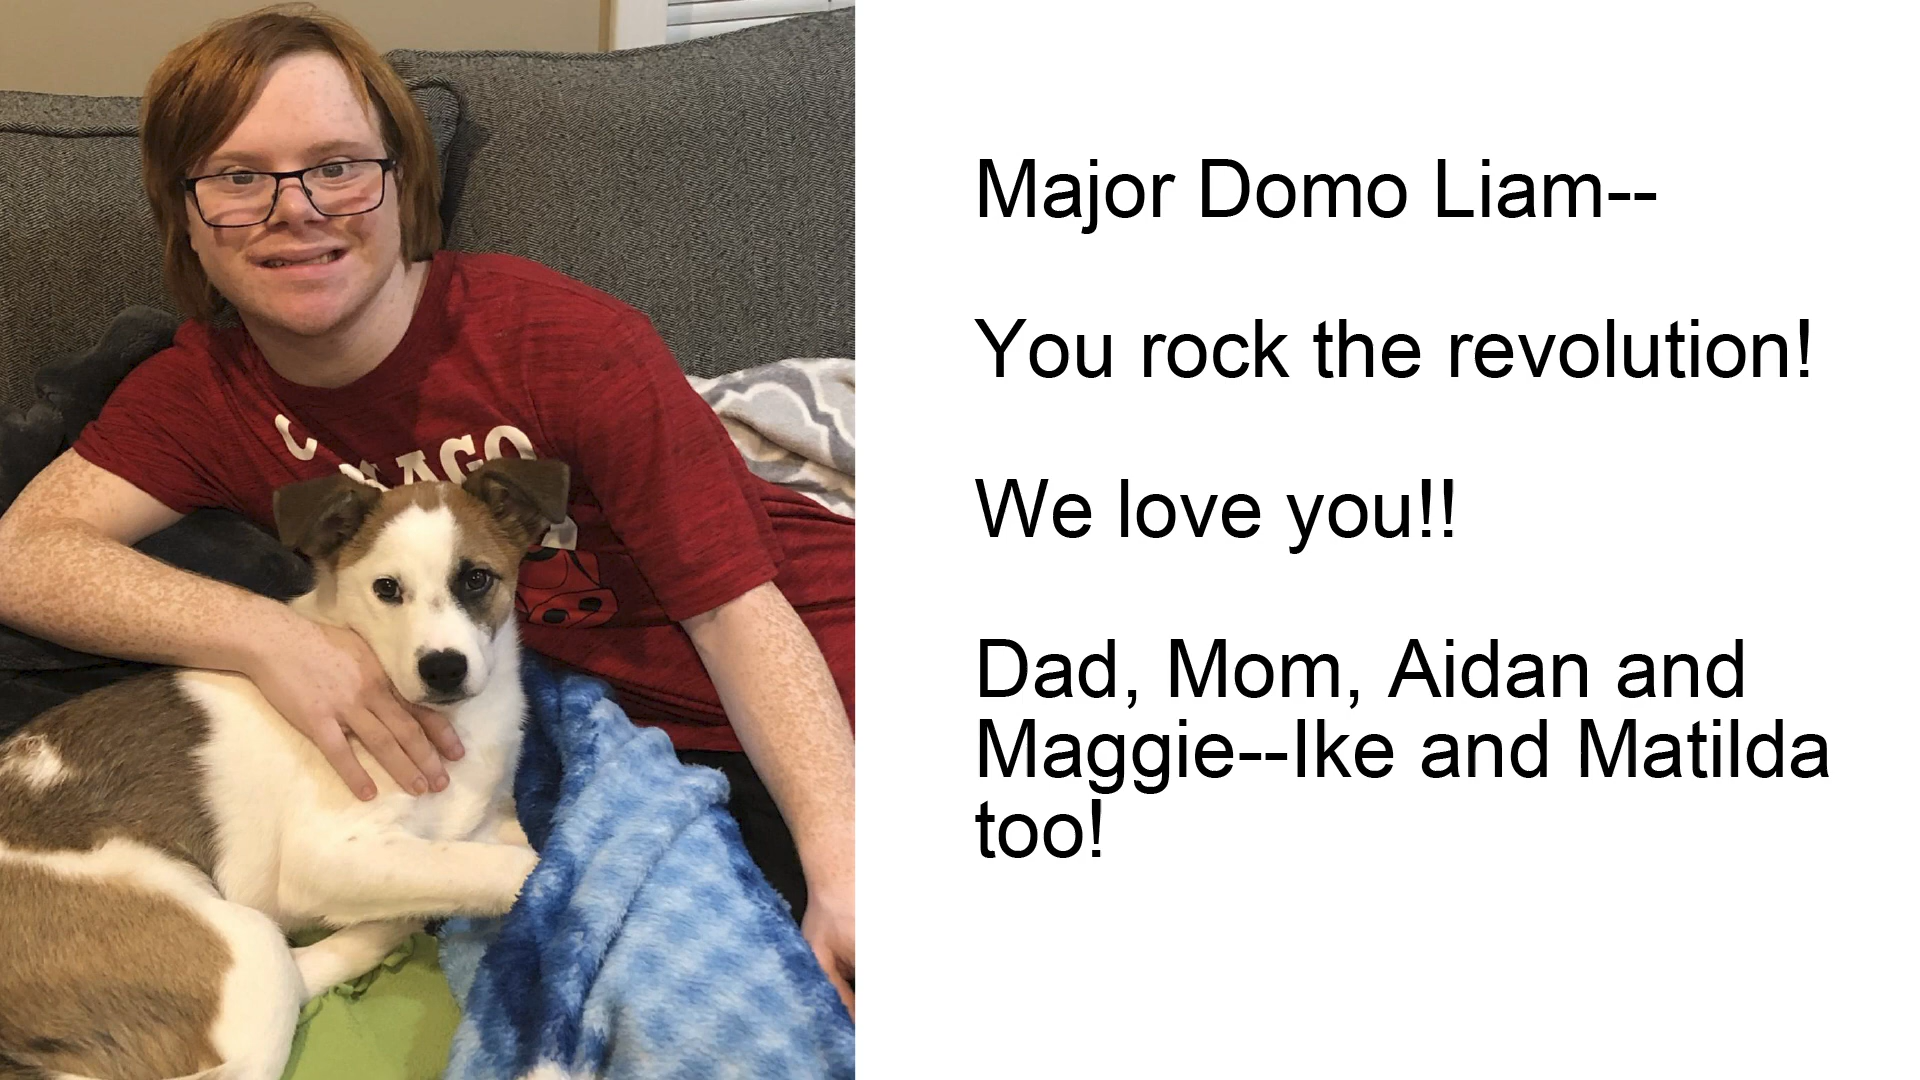 Major Domo Liam--
You rock the revolution!
We love you!!
Dad, Mom, Aidan and
Maggie--Ike and Matilda
too!